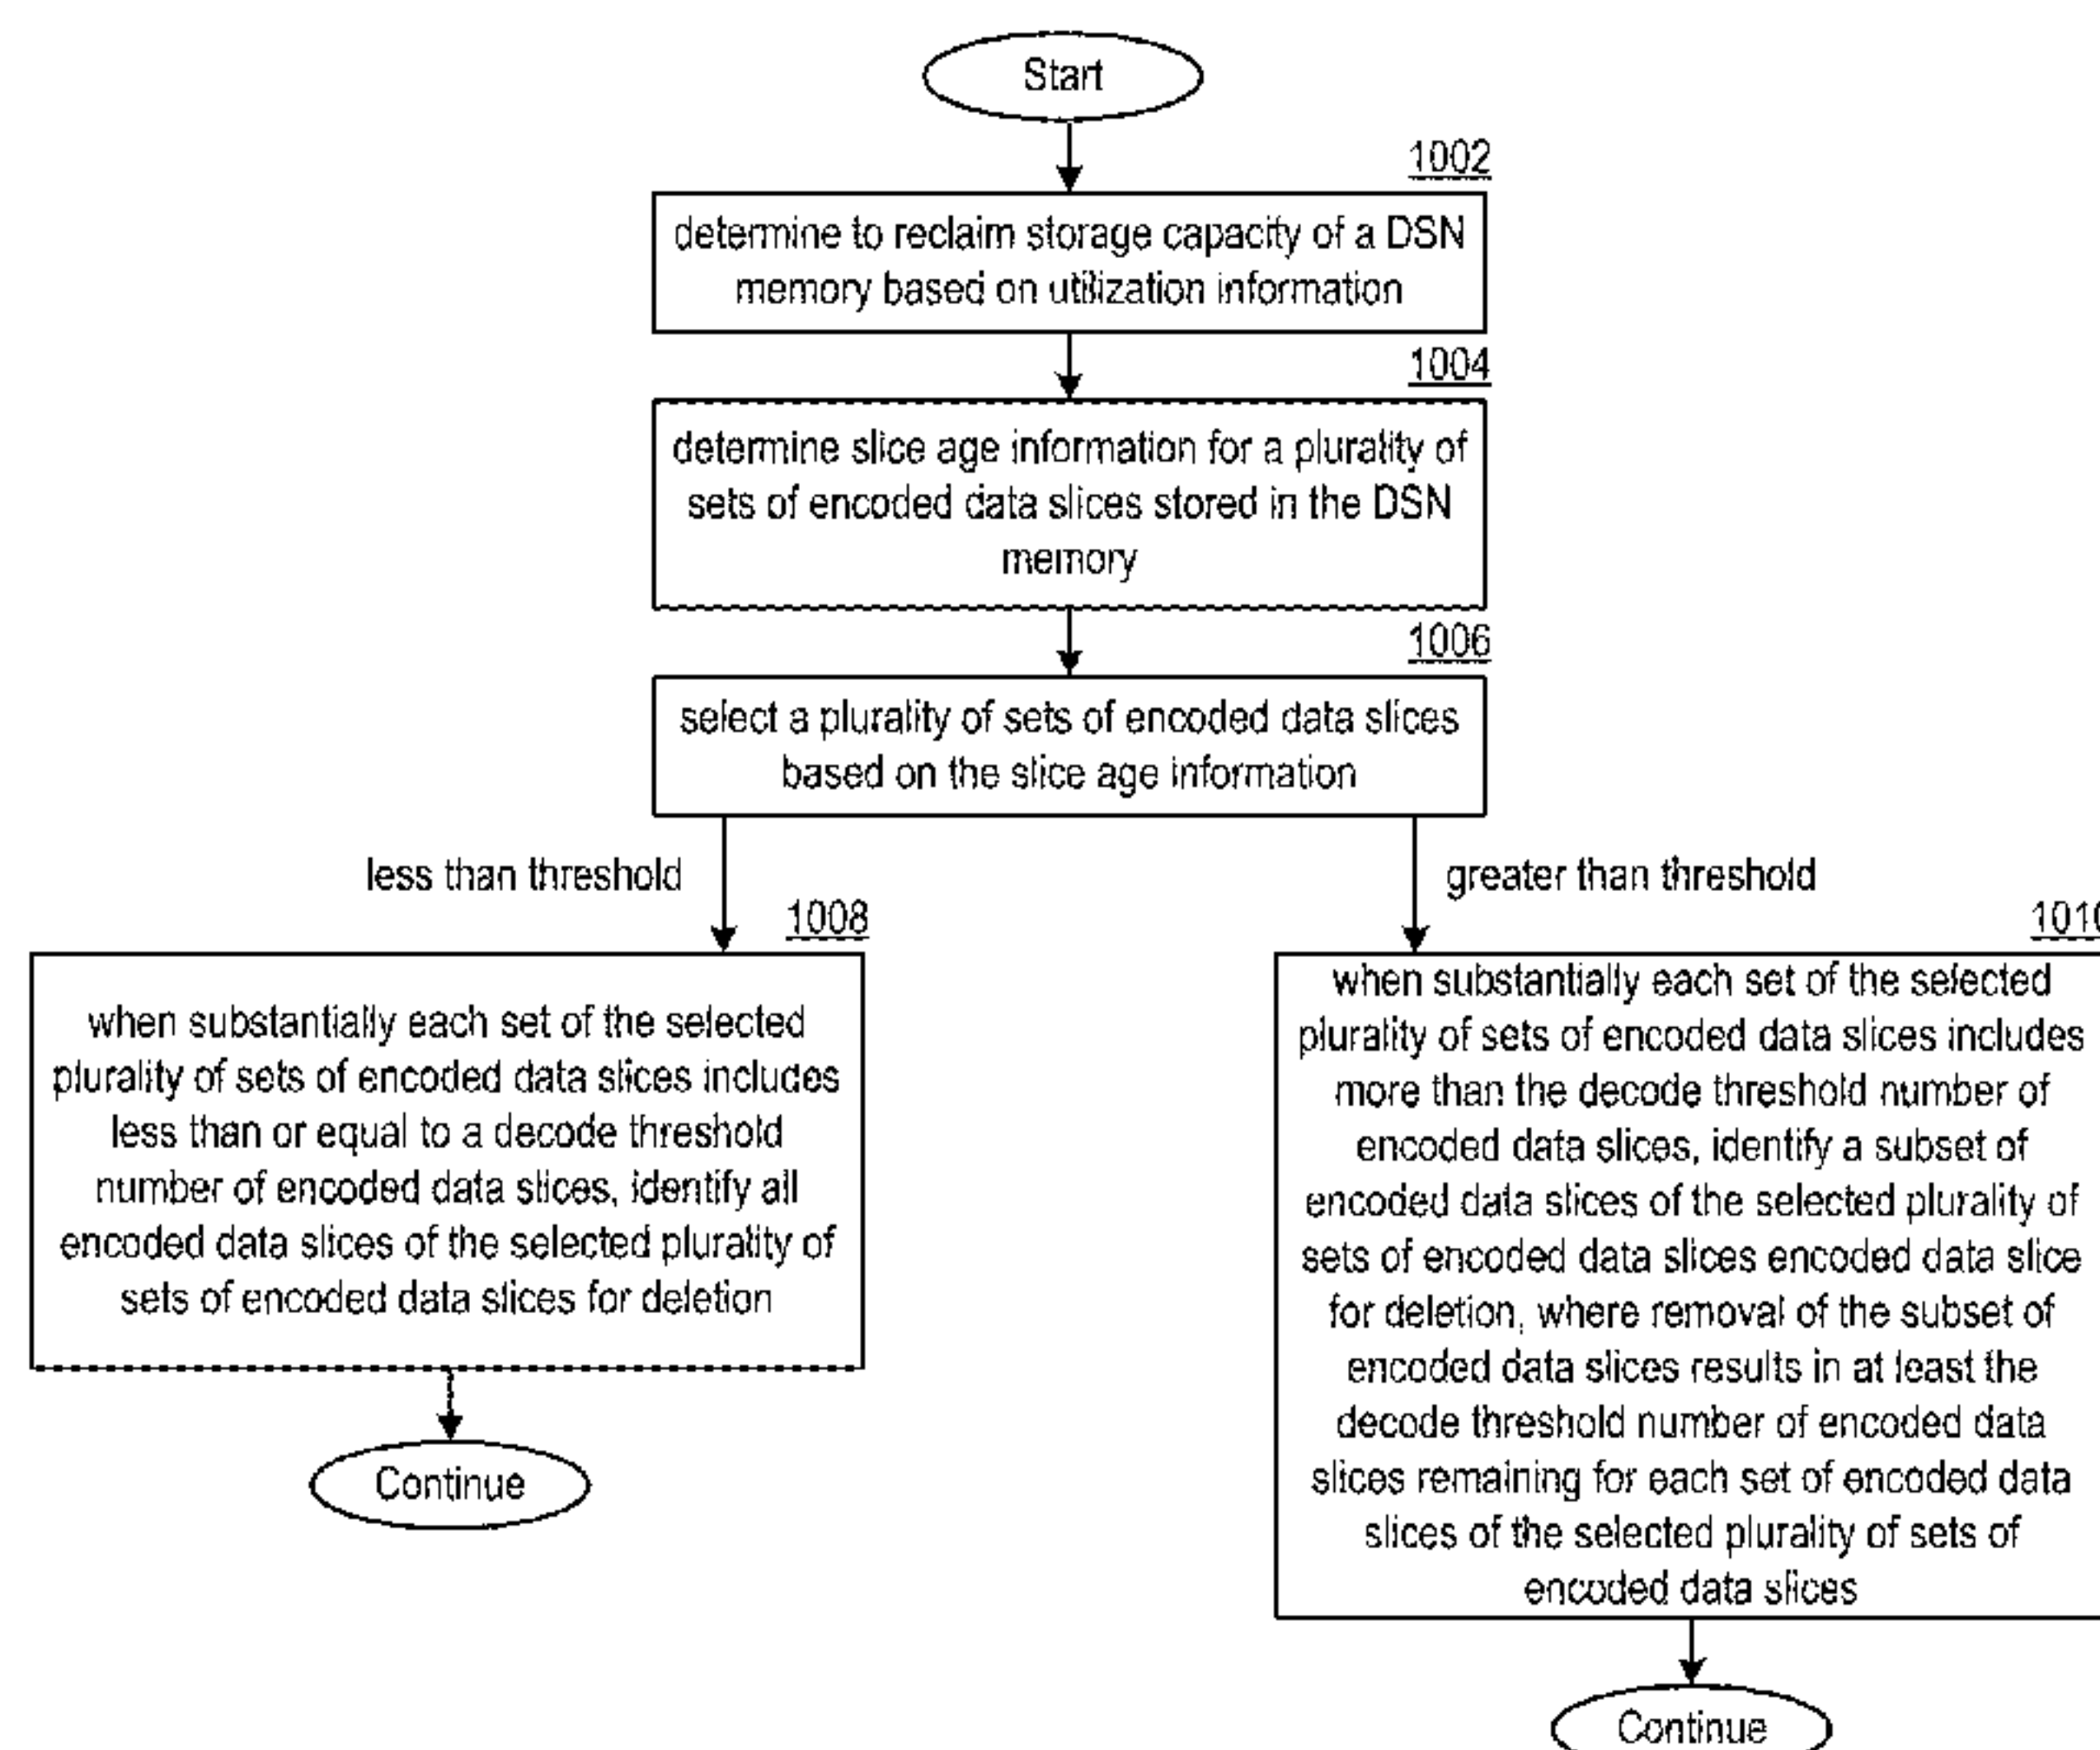 Start
1002
determine to reclaim storage capacity of a DSN
memory based on utilization information
1004
determine slice age information for a plurality of
sets of encoded data slices stored in the DSN
memory
1006
select a plurality of sets of encoded data slices
based on the slice age information
less than threshold
greater than threshold
1008
when substantially each set of the selected
plurality of sets of encoded data slices includes
less than or equal to a decode threshold
number of encoded data slices, identify all
encoded data slices of the selected plurality of
sets of encoded data slices for deletion
Continue
1010
when substantially each set of the selected
plurality of sets of encoded data slices includes
more than the decode threshold number of
encoded data slices, identify a subset of
encoded data slices of the selected plurality of
sets of encoded data slices encoded data slice
for deletion, where removal of the subset of
encoded data slices results in at least the
decode threshold number of encoded data
slices remaining for each set of encoded data
slices of the selected plurality of sets of
encoded data slices
Continue